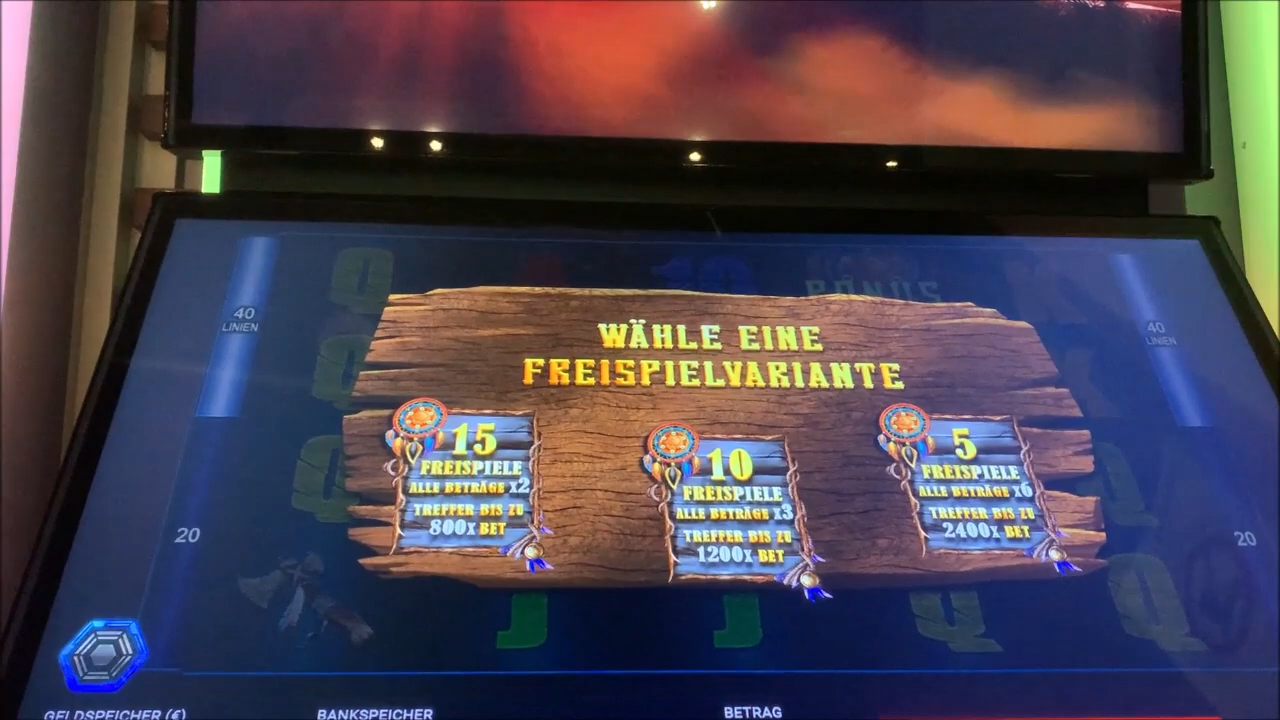 BONUS
40
LINIEN
40
LINIEN
WÄHLE EINE
FREISPIELVARIANTE
15
FREISPIELE
ALLE BETRÄGE x2
TREFFER BIS ZU
800x BET
10
FREISPIELE
ALLE BETRÄGE x3
TREFFER BIS ZU
1200x BET
5
FREISPIELE
ALLE BETRÄGE x6
TREFFER BIS ZU
2400x BET
20
20
Q
Q
Q
J
J
Q
Q
GELDSPEICHER (€)
BANKSPEICHER
BETRAG